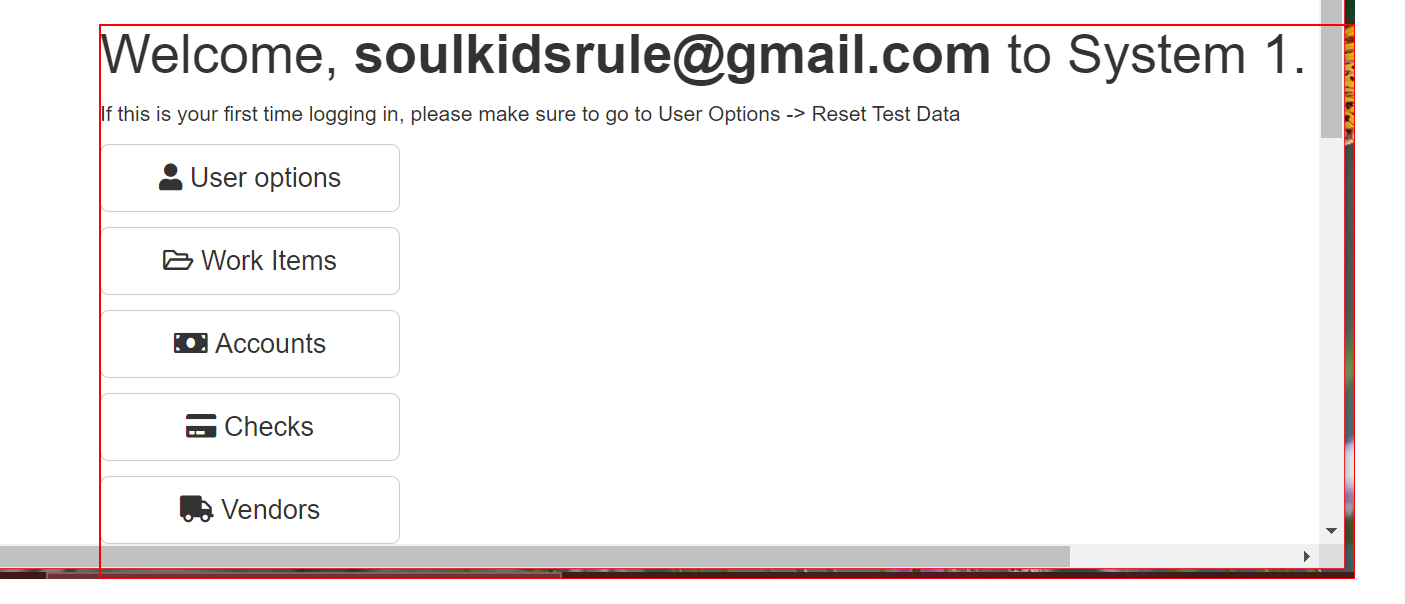 Welcome, soulkidsrule@gmail.com to System 1.
If this is your first time logging in, please make sure to go to User Options -> Reset Test Data
User options
Work Items
Accounts
Checks
Vendors